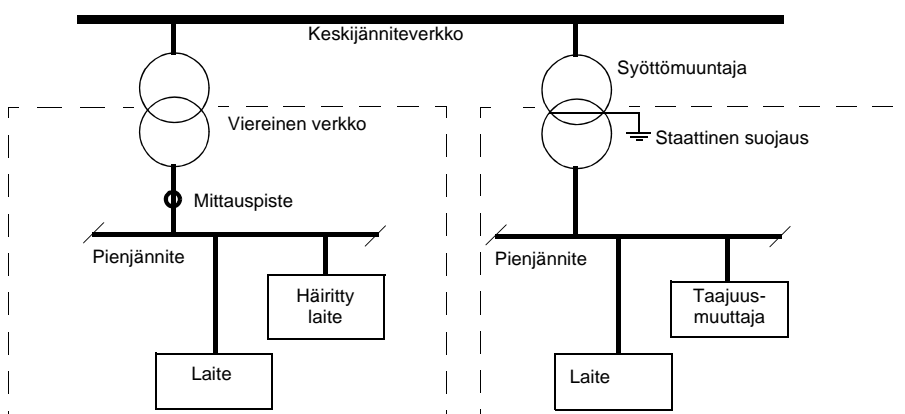 Keskijänniteverkko
Syöttömuuntaja
Viereinen verkko
Staattinen suojaus
Mittauspiste
Pienjännite
Pienjännite
Häiritty
laite
Taajuus-
muuttaja
Laite
Laite